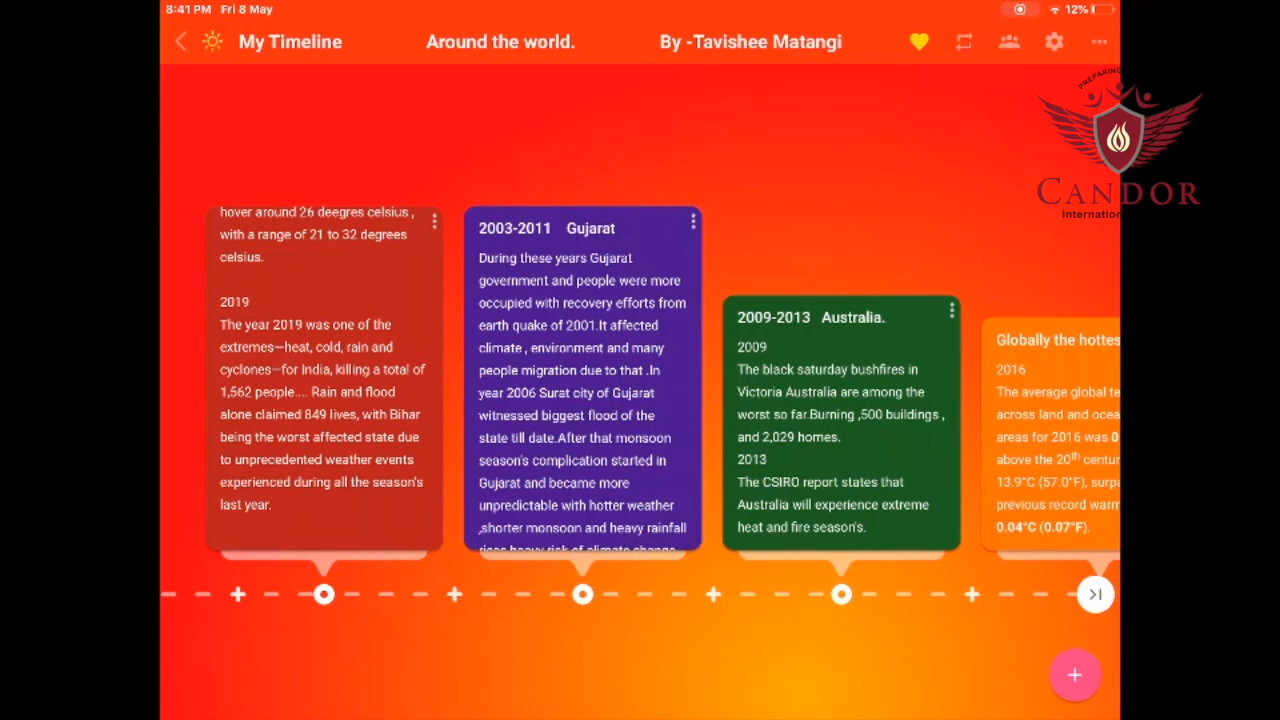 8:41 PM Fri 8 May
12%
My Timeline Around the world. By -Tavishee Matangi
PREPARING
CANDOR
Internation
hover around 26 deegres celsius ,
with a range of 21 to 32 degrees
celsius.
2019
The year 2019 was one of the
extremes—heat, cold, rain and
cyclones—for India, killing a total of
1,562 people.... Rain and flood
alone claimed 849 lives, with Bihar
being the worst affected state due
to unprecedented weather events
experienced during all the season's
last year.
2003-2011 Gujarat
During these years Gujarat
government and people were more
occupied with recovery efforts from
earth quake of 2001.It affected
climate , environment and many
people migration due to that .In
year 2006 Surat city of Gujarat
witnessed biggest flood of the
state till date.After that monsoon
season's complication started in
Gujarat and became more
unpredictable with hotter weather
,shorter monsoon and heavy rainfall
rises heavy risk of climate change
2009-2013 Australia.
2009
The black saturday bushfires in
Victoria Australia are among the
worst so far.Burning ,500 buildings ,
and 2,029 homes.
2013
The CSIRO report states that
Australia will experience extreme
heat and fire season's.
Globally the hottes
2016
The average global te
across land and ocea
areas for 2016 was 0
above the 20th centur
13.9°C (57.0°F), surpa
previous record warm
0.04°C (0.07°F).